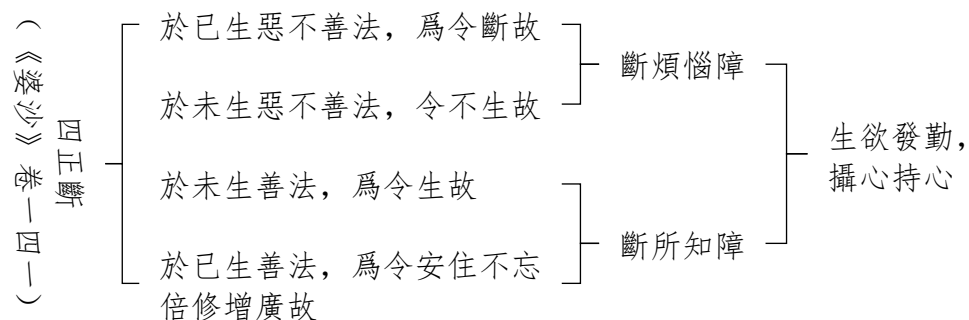 （《婆沙》卷一四一）
四正斷
於已生惡不善法，爲令斷故
於未生惡不善法，令不生故
於未生善法，爲令生故
於已生善法，爲令安住不忘
倍修增廣故
斷煩惱障
斷所知障
生欲發勤，
攝心持心